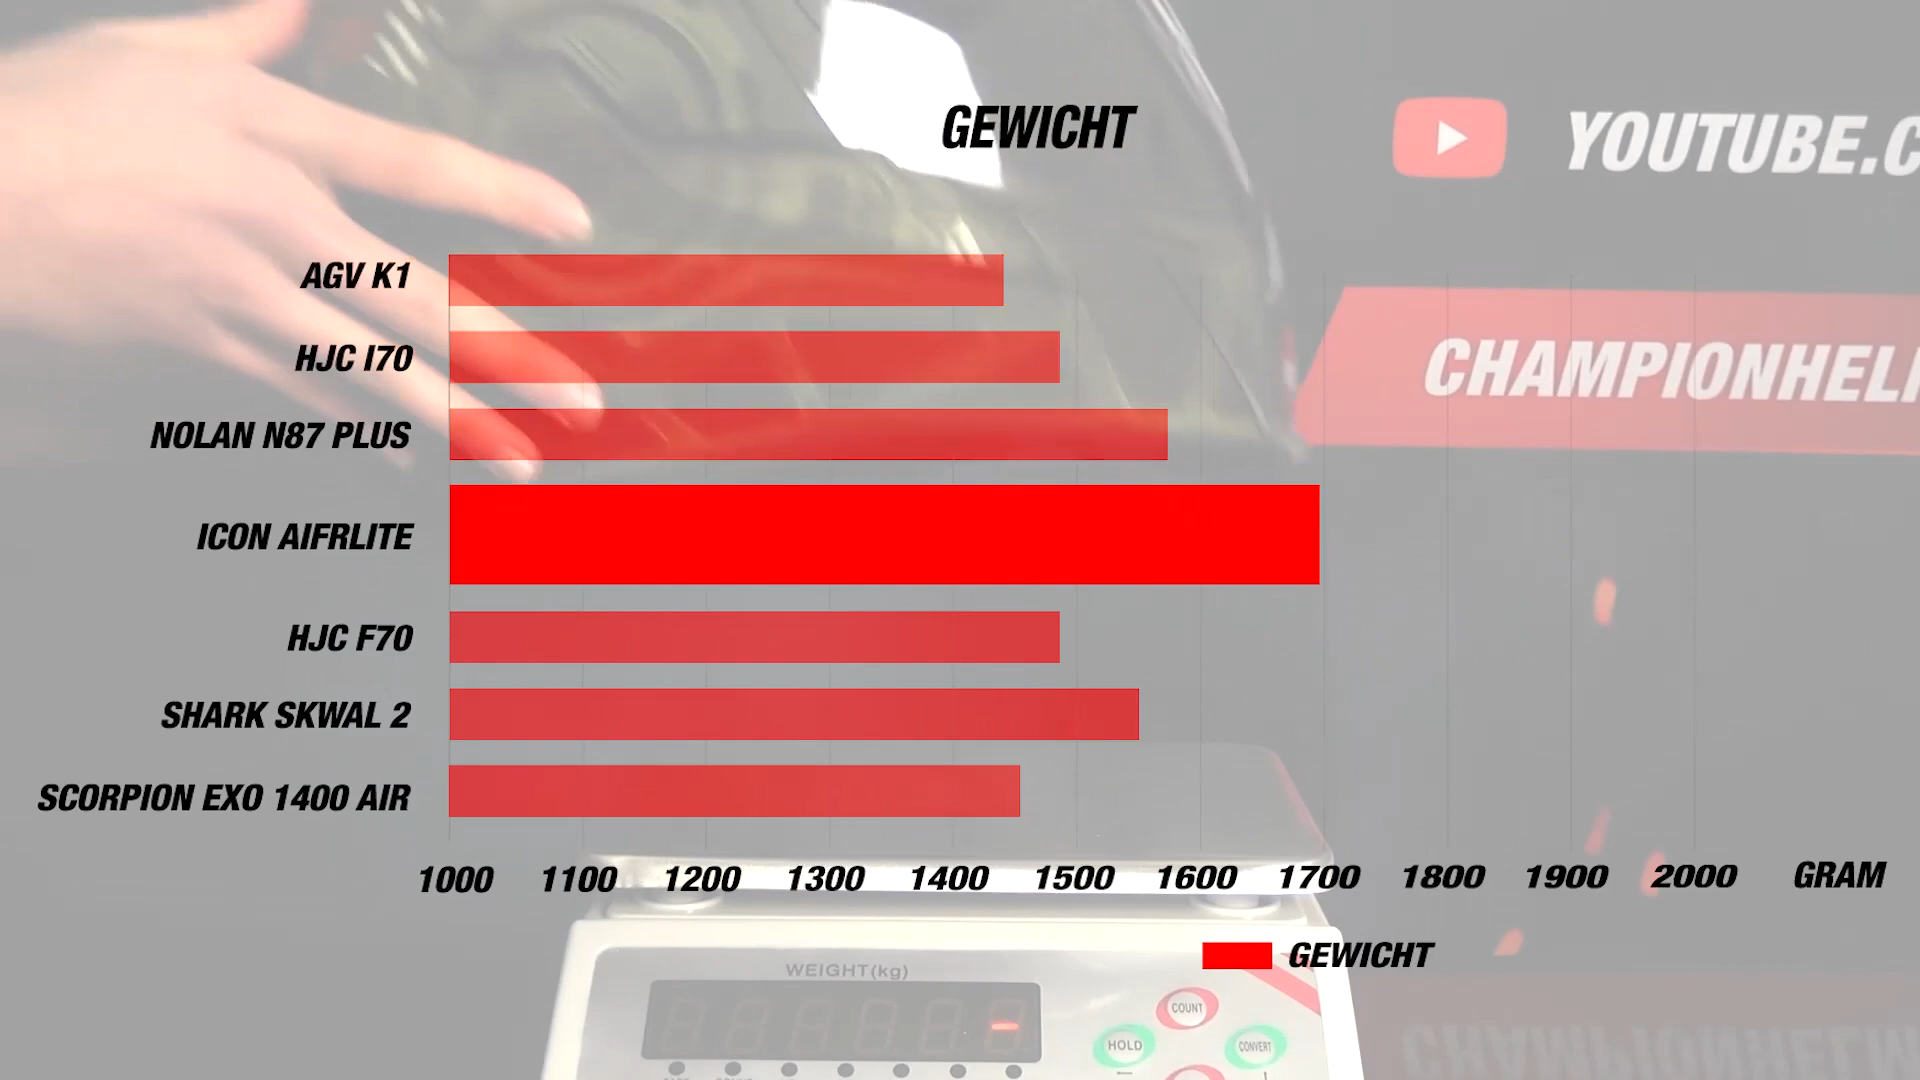 GEWICHT
YOUTUBE.C
AGV K1
HJC I70
CHAMPIONHEL
NOLAN N87 PLUS
ICON AIFRLITE
HJC F70
SHARK SKWAL 2
SCORPION EXO 1400 AIR
1000 1100 1200 1300 1400 1500 1600 1700 1800 1900 2000 GRAM
GEWICHT
WEIGHT(kg)
COUNT
HOLD
CONVERT